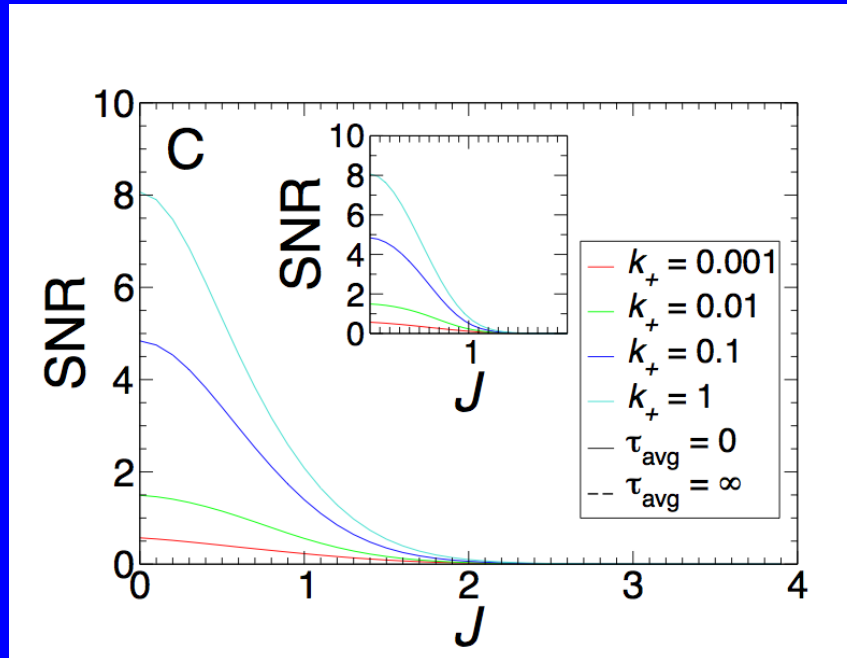 C
SNR
10
8
6
4
2
0
0
1
2
3
4
J
SNR
10
8
6
4
2
0
1
J
k+ = 0.001
k+ = 0.01
k+ = 0.1
k+ = 1
τavg = 0
τavg = ∞